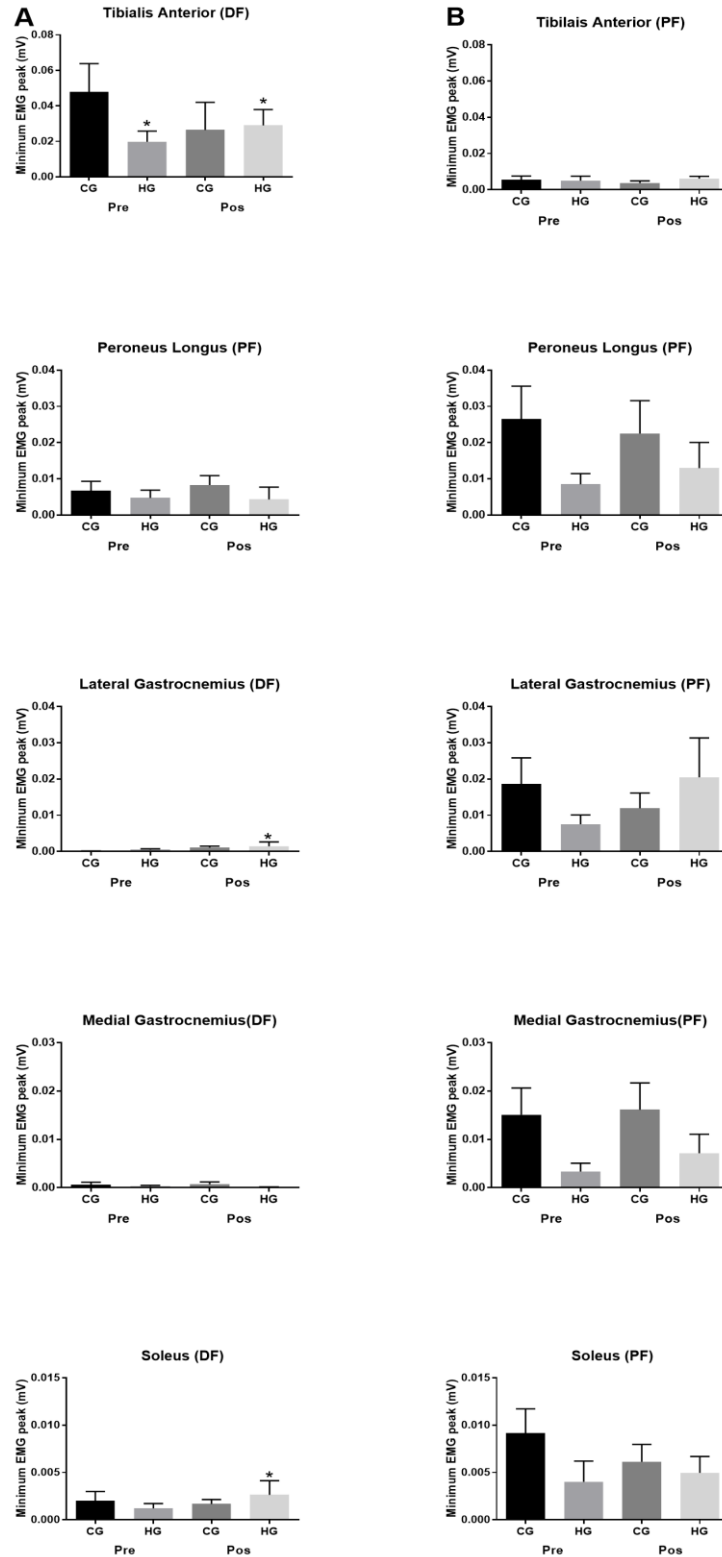 A
Tibialis Anterior (DF)
Minimum EMG peak (mV)
0.08
0.06
0.04
0.02
0.00
*
*
CG HG CG HG
Pre Pos
B
Tibilais Anterior (PF)
Minimum EMG peak (mV)
0.08
0.06
0.04
0.02
0.00
CG HG CG HG
Pre Pos
Peroneus Longus (PF)
Minimum EMG peak (mV)
0.04
0.03
0.02
0.01
0.00
CG HG CG HG
Pre Pos
Peroneus Longus (PF)
Minimum EMG peak (mV)
0.04
0.03
0.02
0.01
0.00
CG HG CG HG
Pre Pos
Lateral Gastrocnemius (DF)
Minimum EMG peak (mV)
0.04
0.03
0.02
0.01
0.00
*
CG HG CG HG
Pre Pos
Lateral Gastrocnemius (PF)
Minimum EMG peak (mV)
0.04
0.03
0.02
0.01
0.00
CG HG CG HG
Pre Pos
Medial Gastrocnemius(DF)
Minimum EMG peak (mV)
0.03
0.02
0.01
0.00
CG HG CG HG
Pre Pos
Medial Gastrocnemius(PF)
Minimum EMG peak (mV)
0.03
0.02
0.01
0.00
CG HG CG HG
Pre Pos
Soleus (DF)
Minimum EMG peak (mV)
0.015
0.010
0.005
0.000
*
CG HG CG HG
Pre Pos
Soleus (PF)
Minimum EMG peak (mV)
0.015
0.010
0.005
0.000
CG HG CG HG
Pre Pos